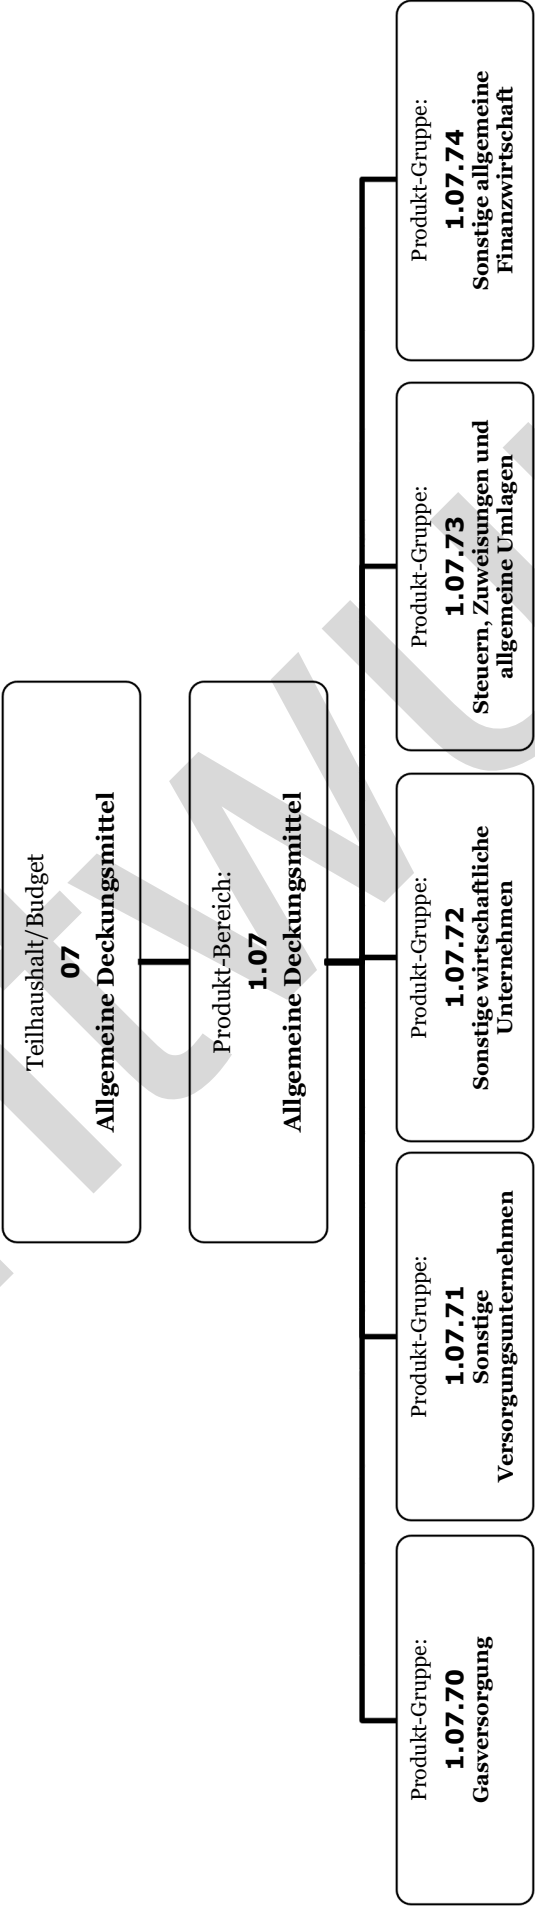 Teilhaushalt/Budget
07
Allgemeine Deckungsmittel
Produkt-Bereich:
1.07
Allgemeine Deckungsmittel
Produkt-Gruppe:
1.07.70
Gasversorgung
Produkt-Gruppe:
1.07.71
Sonstige
Versorgungsunternehmen
Produkt-Gruppe:
1.07.72
Sonstige wirtschaftliche
Unternehmen
Produkt-Gruppe:
1.07.73
Steuern, Zuweisungen und
allgemeine Umlagen
Produkt-Gruppe:
1.07.74
Sonstige allgemeine
Finanzwirtschaft